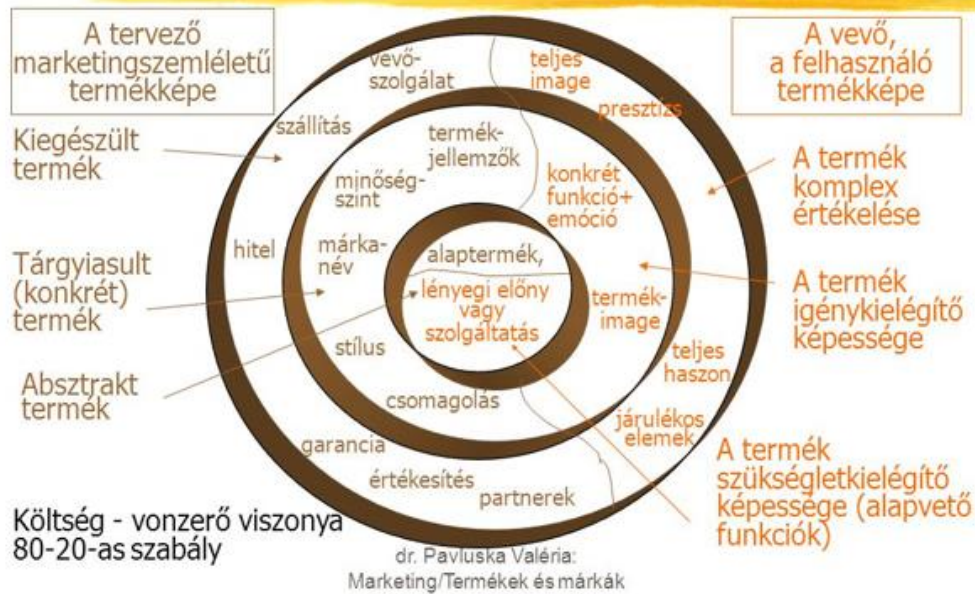 A tervező
marketingszemléletű
termékképe
A vevő,
a felhasználó
termékképe
Kiegészült
termék
Tárgyiasult
(konkrét)
termék
Absztrakt
termék
vevő-
szolgálat
szállítás
hitel
garancia
értékesítés
partnerek
teljes
image
presztízs
teljes
haszon
járulékos
elemek
termék-
jellemzők
minőség-
szint
márka-
név
stílus
csomagolás
konkrét
funkció+
emóció
termék-
image
alaptermék,
lényegi előny
vagy
szolgáltatás
A termék
komplex
értékelése
A termék
igénykielégítő
képessége
A termék
szükségletkielégítő
képessége (alapvető
funkciók)
Költség - vonzerő viszonya
80-20-as szabály
dr. Pavluska Valéria:
Marketing/Termékek és márkák